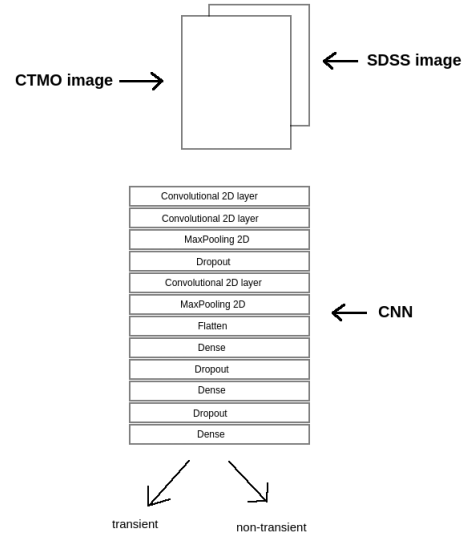 SDSS image
CTMO image
Convolutional 2D layer
Convolutional 2D layer
MaxPooling 2D
Dropout
Convolutional 2D layer
MaxPooling 2D
CNN
Flatten
Dense
Dropout
Dense
Dropout
Dense
transient
non-transient